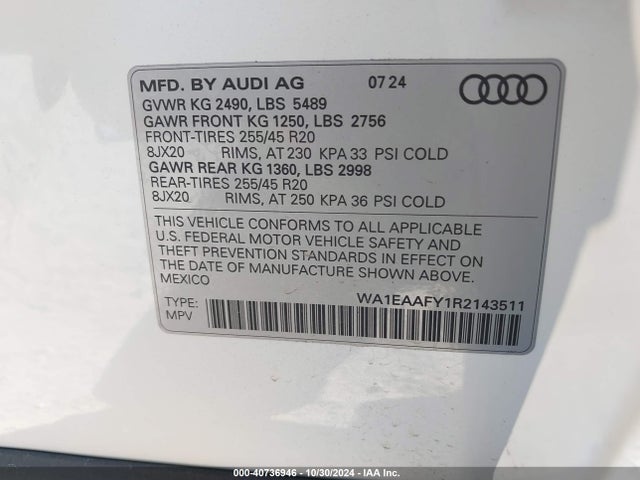 MFD. BY AUDI AG 07 24
GVWR KG 2490, LBS 5489
GAWR FRONT KG 1250, LBS 2756
FRONT-TIRES 255/45 R20
8JX20 RIMS, AT 230 KPA 33 PSI COLD
GAWR REAR KG 1360, LBS 2998
REAR-TIRES 255/45 R20
8JX20 RIMS, AT 250 KPA 36 PSI COLD
THIS VEHICLE CONFORMS TO ALL APPLICABLE
U.S. FEDERAL MOTOR VEHICLE SAFETY AND
THEFT PREVENTION STANDARDS IN EFFECT ON
THE DATE OF MANUFACTURE SHOWN ABOVE.
MEXICO
WA1EAAFY1R2143511
TYPE:
MPV
000-40736946 - 10/30/2024 - IAA Inc.